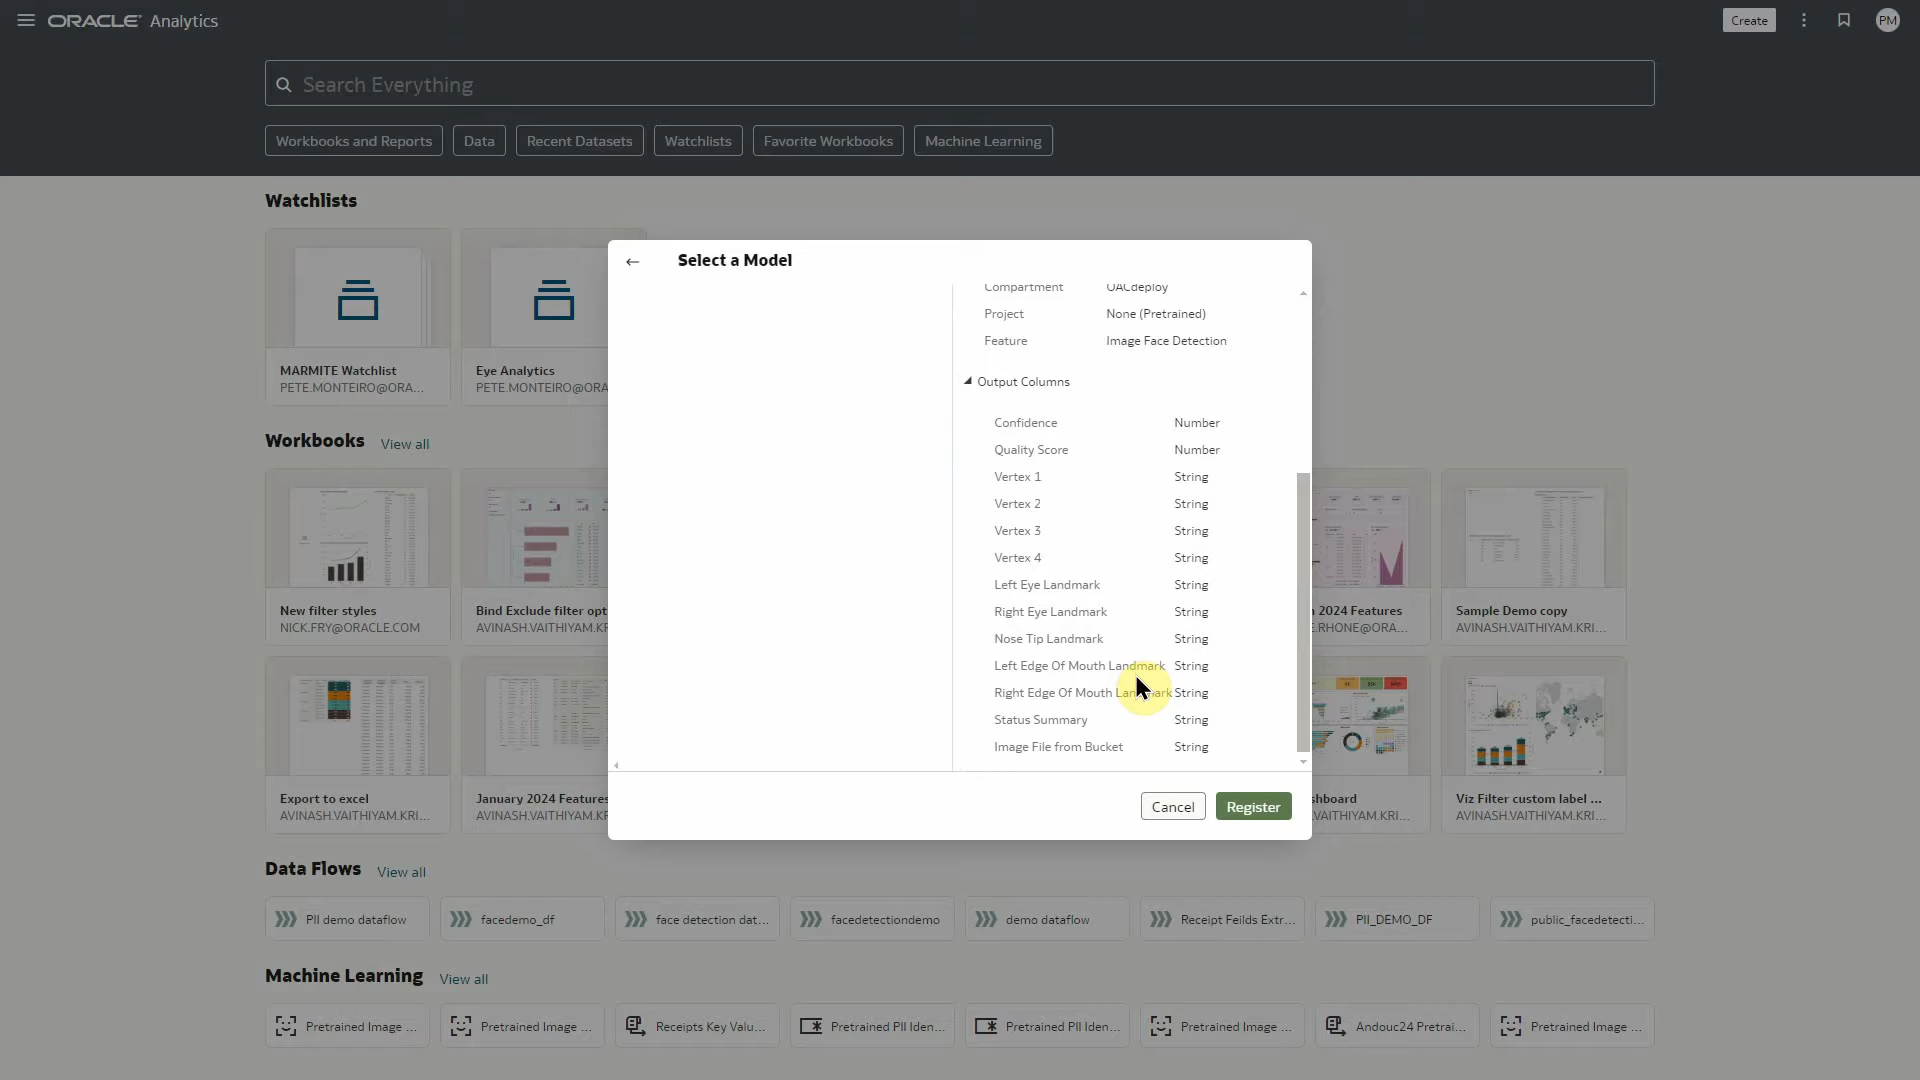 ORACLE Analytics
Create
PM
Search Everything
Workbooks and Reports
Data
Recent Datasets
Watchlists
Favorite Workbooks
Machine Learning
Watchlists
MARMITE Watchlist
PETE.MONTEIRO@ORA...
Eye Analytics
PETE.MONTEIRO@ORA
Select a Model
Compartment OACdeploy
Project None (Pretrained)
Feature Image Face Detection
Output Columns
Confidence Number
Quality Score Number
Vertex 1 String
Vertex 2 String
Vertex 3 String
Vertex 4 String
Left Eye Landmark String
Right Eye Landmark String
Nose Tip Landmark String
Left Edge Of Mouth Landmark String
Right Edge Of Mouth Landmark String
Status Summary String
Image File from Bucket String
Cancel
Register
Workbooks View all
New filter styles
NICK.FRY@ORACLE.COM
Bind Exclude filter opt
AVINASH.VAITHIYAM.KR
2024 Features
.RHONE@ORA...
Sample Demo copy
AVINASH.VAITHIYAM.KRI...
Export to excel
AVINASH.VAITHIYAM.KRI...
January 2024 Features
AVINASH.VAITHIYAM.KR
shboard
VAITHIYAM.KRI...
Viz Filter custom label ...
AVINASH.VAITHIYAM.KRI...
Data Flows View all
PII demo dataflow
facedemo_df
face detection dat...
facedetectiondemo
demo dataflow
Receipt Feilds Extr...
PII_DEMO_DF
public_facedetecti...
Machine Learning View all
Pretrained Image ...
Pretrained Image ...
Receipts Key Valu...
Pretrained PII Iden...
Pretrained PII Iden...
Pretrained Image ...
Andouc24 Pretrai...
Pretrained Image ...